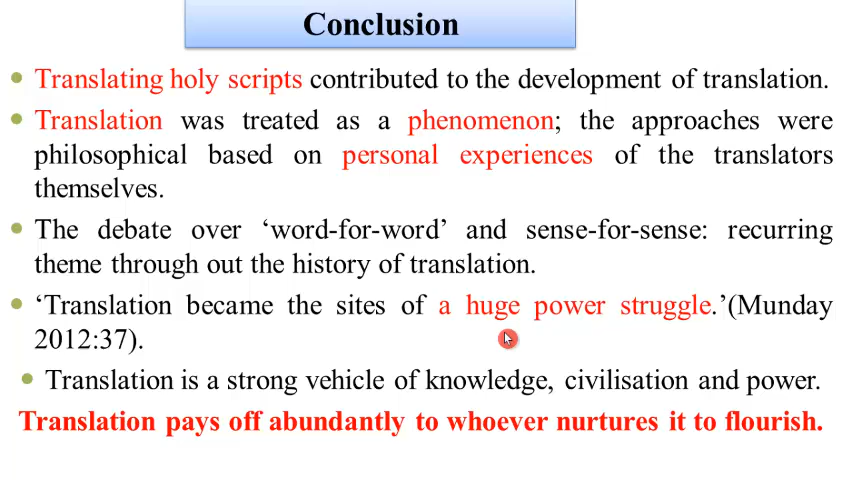 Conclusion
Translating holy scripts contributed to the development of translation.
Translation was treated as a phenomenon; the approaches were
philosophical based on personal experiences of the translators
themselves.
The debate over ‘word-for-word’ and sense-for-sense: recurring
theme through out the history of translation.
‘Translation became the sites of a huge power struggle.’(Munday
2012:37).
Translation is a strong vehicle of knowledge, civilisation and power.
Translation pays off abundantly to whoever nurtures it to flourish.